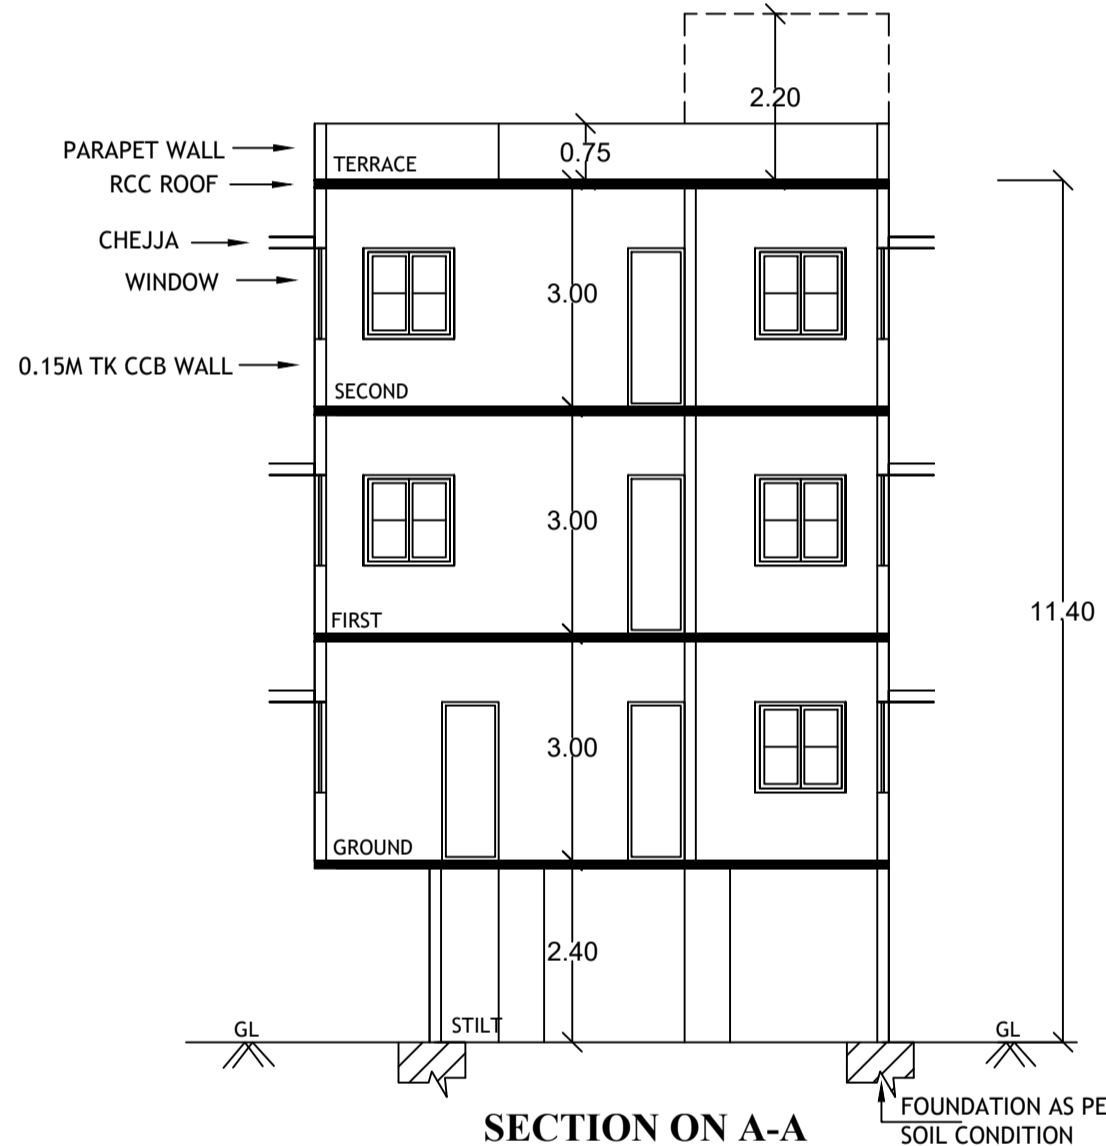 2.20
PARAPET WALL
0.75
TERRACE
RCC ROOF
CHEJJA
WINDOW
3.00
0.15M TK CCB WALL
SECOND
3.00
11.40
FIRST
3.00
GROUND
2.40
GL
STILT
GL
FOUNDATION AS PE
SOIL CONDITION
SECTION ON A-A